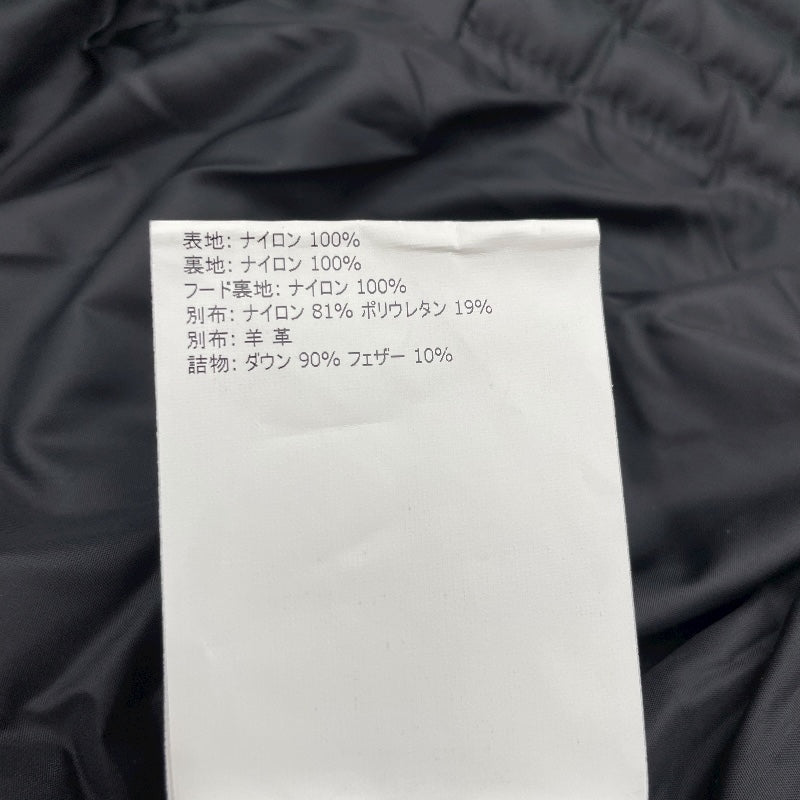 表地: ナイロン 100%
裏地: ナイロン 100%
フード裏地: ナイロン 100%
別布: ナイロン 81% ポリウレタン 19%
別布: 羊 革
詰物: ダウン 90% フェザー 10%